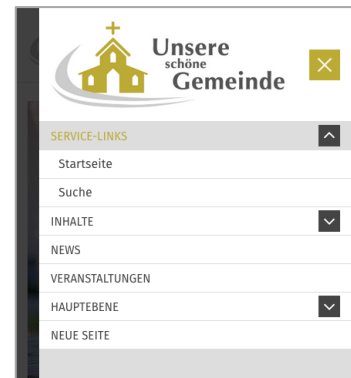 Unsere
schöne
Gemeinde
SERVICE-LINKS
Startseite
Suche
INHALTE
NEWS
VERANSTALTUNGEN
HAUPTEBENE
NEUE SEITE